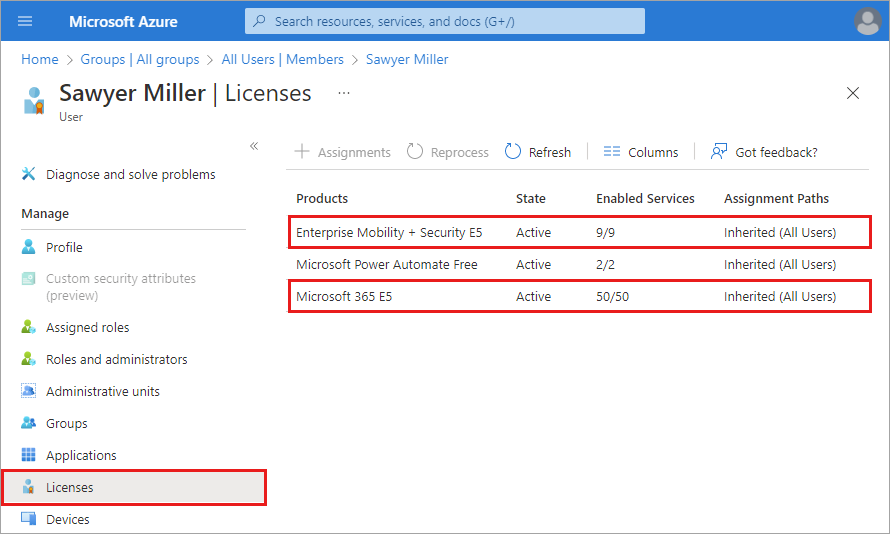 Microsoft Azure
Search resources, services, and docs (G+/)
Home > Groups | All groups > All Users | Members > Sawyer Miller
Sawyer Miller | Licenses ...
User
«
Diagnose and solve problems
Manage
Profile
Custom security attributes
(preview)
Assigned roles
Roles and administrators
Administrative units
Groups
Applications
Licenses
Devices
+ Assignments Reprocess Refresh Columns Got feedback?
Products State Enabled Services Assignment Paths
Enterprise Mobility + Security E5 Active 9/9 Inherited (All Users)
Microsoft Power Automate Free Active 2/2 Inherited (All Users)
Microsoft 365 E5 Active 50/50 Inherited (All Users)